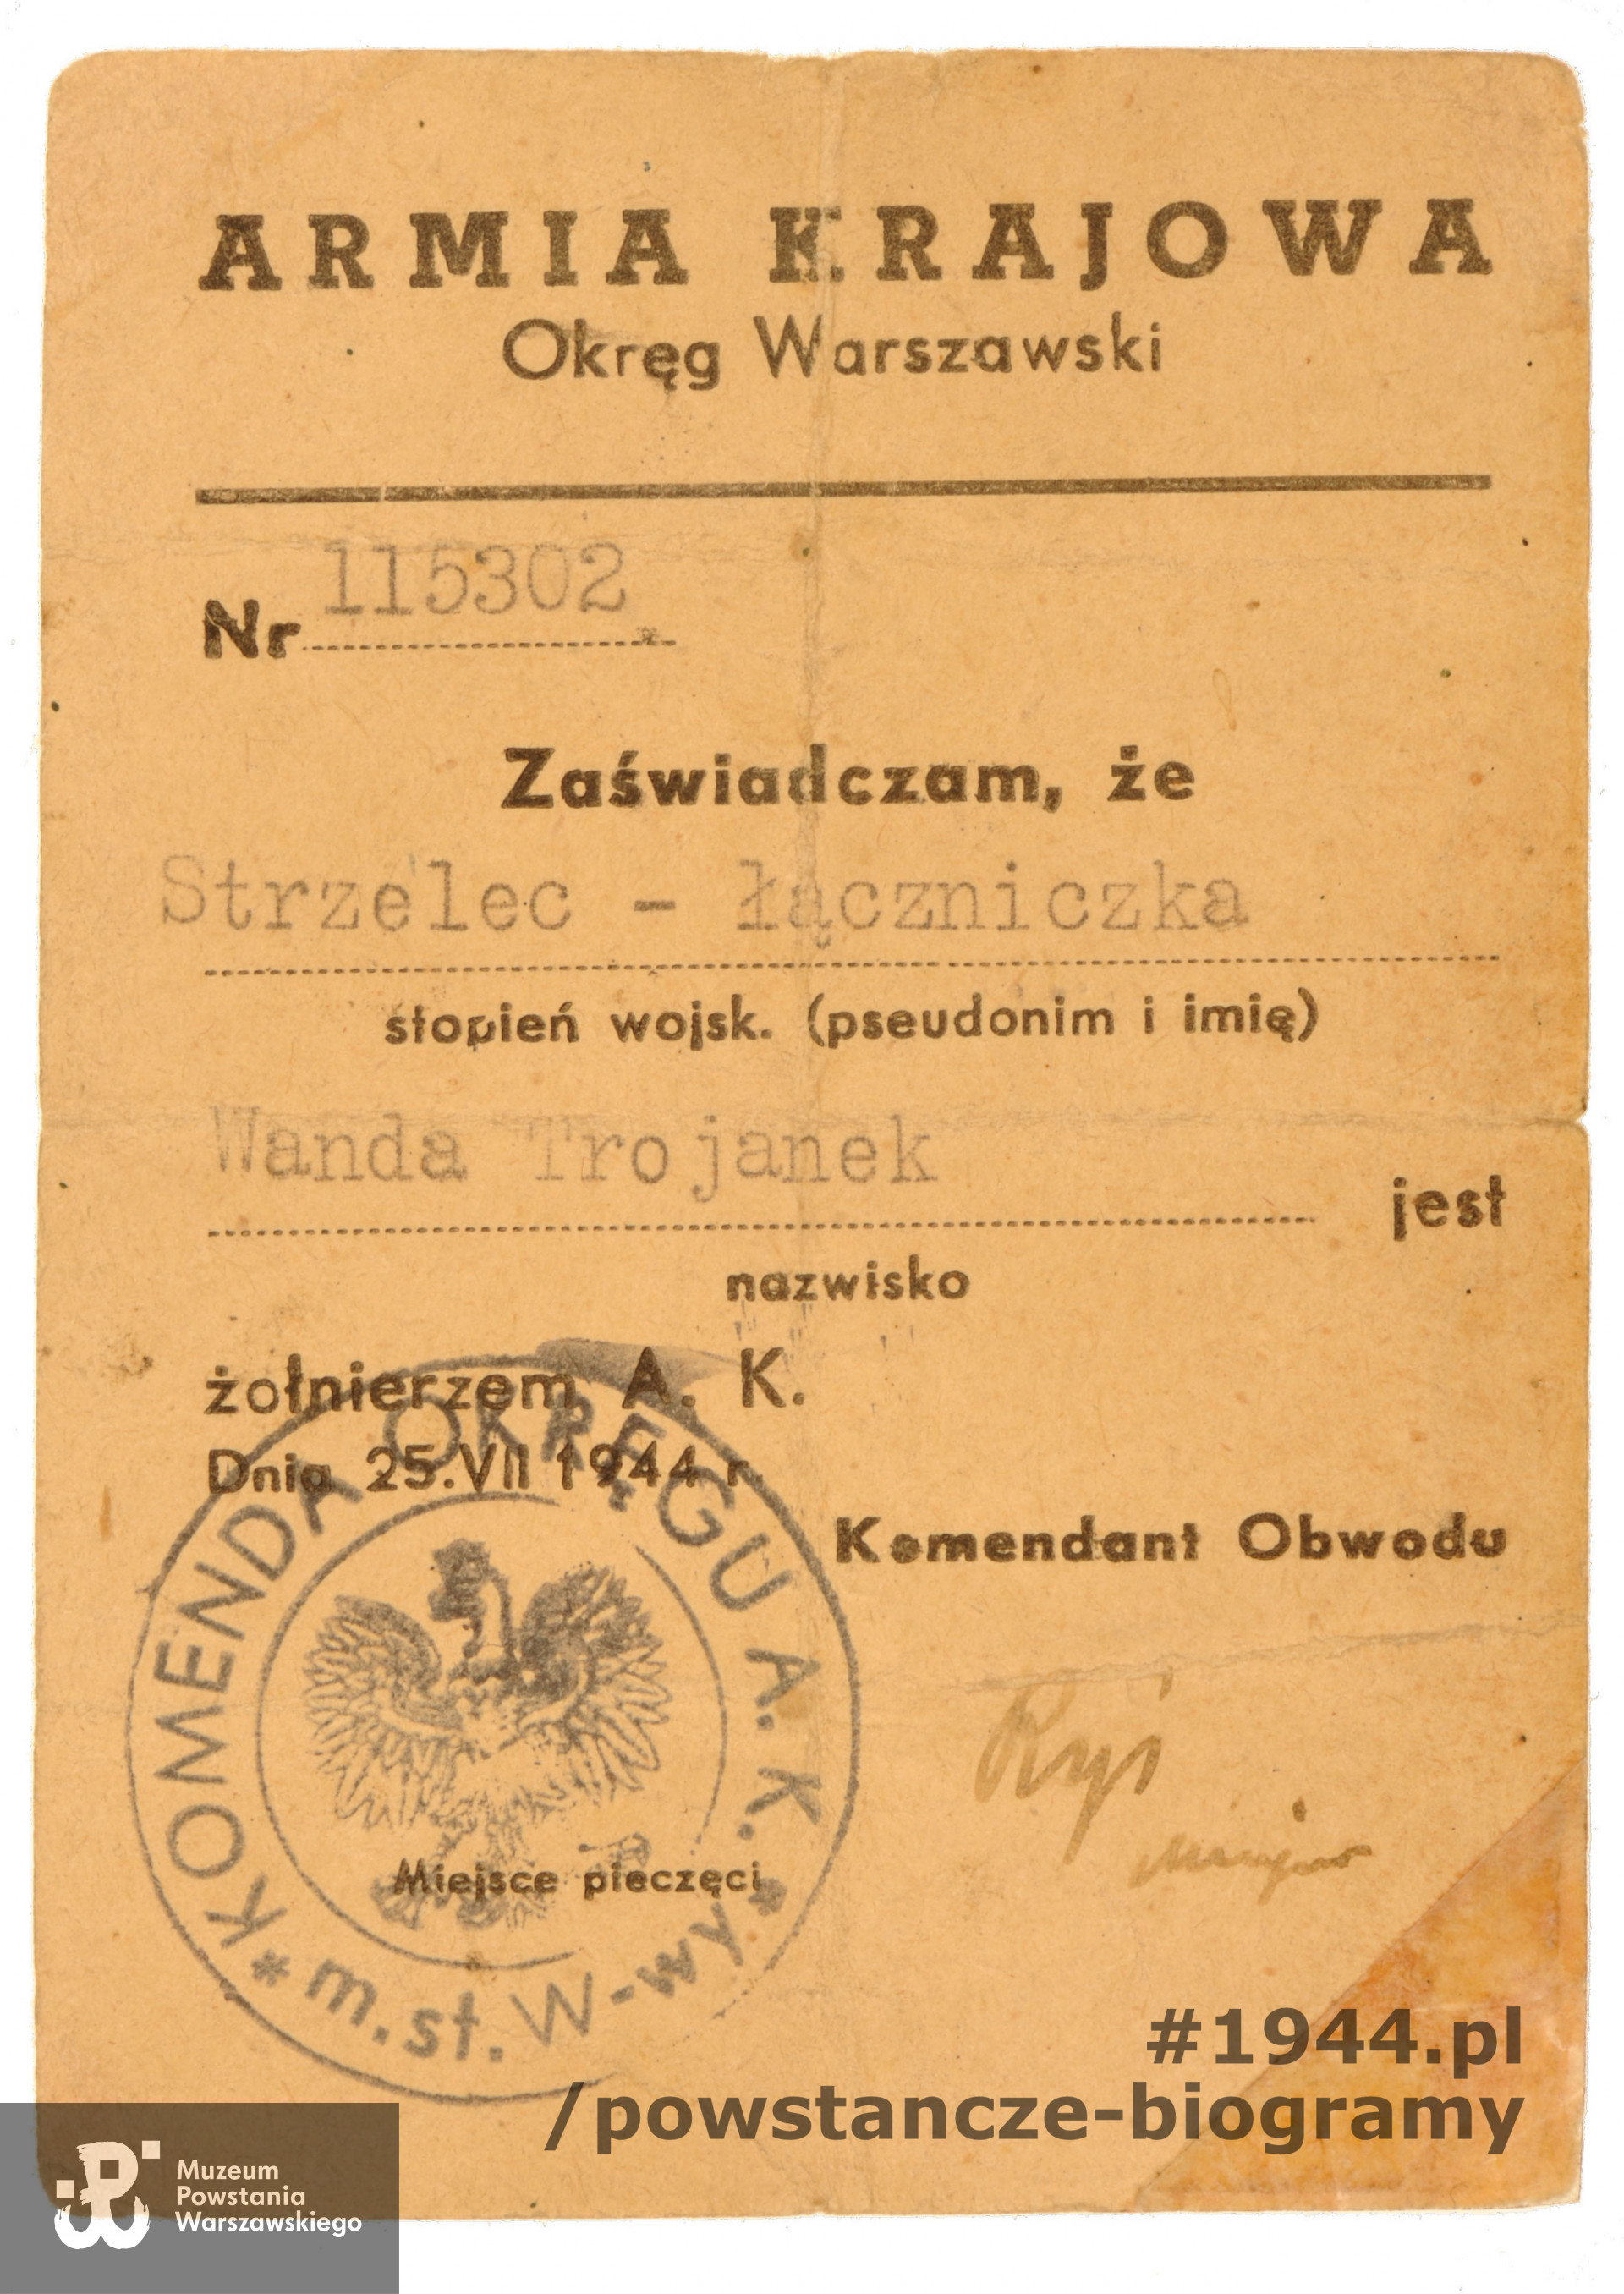 ARMIA KRAJOWA
Okręg Warszawski
Nr 115302
Zaświadczam, że
Strzelec - łączniczka
stopień wojsk. (pseudonim i imię)
Wanda Trojanek jest
nazwisko
żołnierzem A. K.
Dnia 25.VII 1944 r.
Komendant Obwodu
KOMENDA OKRĘGU A.K.
* m.st. W-wy *
Ryś
Miejsce pieczęci
#1944.pl
/powstancze-biogramy
Muzeum
Powstania
Warszawskiego